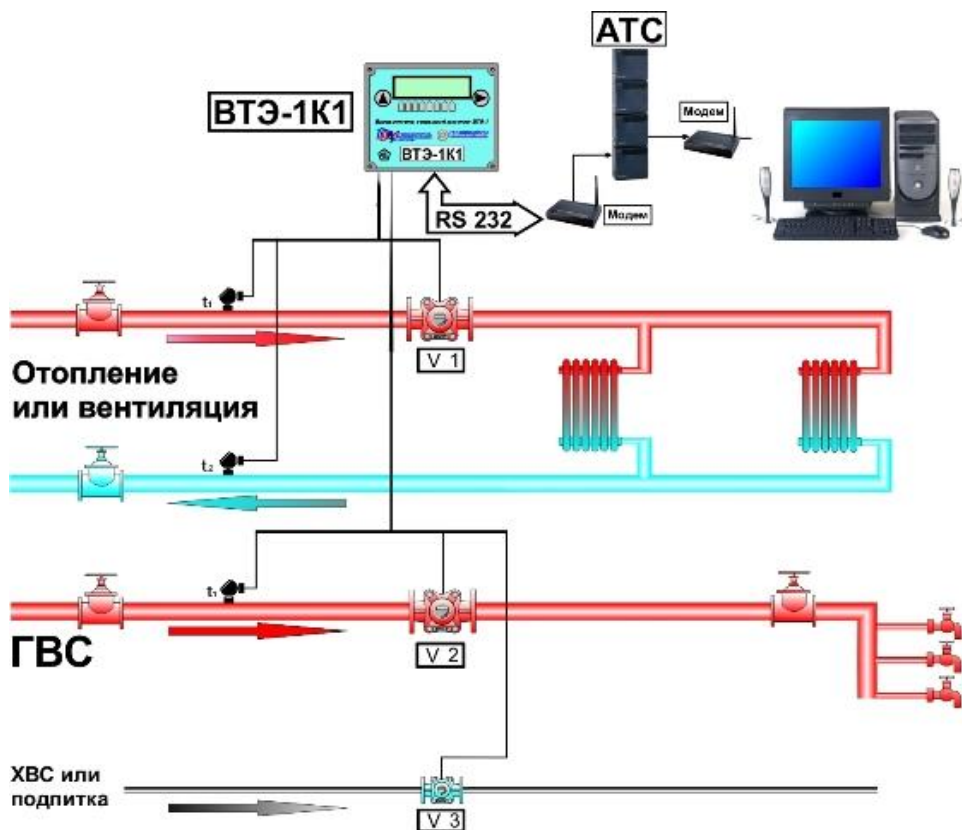 АТС
ВТЭ-1К1
Модем
ВТЭ-1К1
RS 232
Модем
t₁
V 1
Отопление
или вентиляция
t₂
t₁
ГВС
V 2
ХВС или
подпитка
V 3